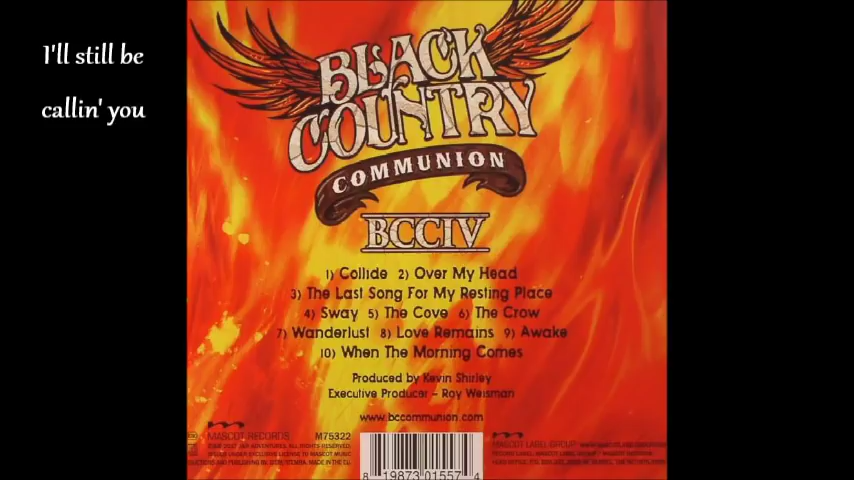 I'll still be
callin' you
BLACK
COUNTRY
COMMUNION
BCCIV
1) Collide 2) Over My Head
3) The Last Song For My Resting Place
4) Sway 5) The Cove 6) The Crow
7) Wanderlust 8) Love Remains 9) Awake
10) When The Morning Comes
Produced by Kevin Shirley
Executive Producer ~ Roy Weisman
www.bccommunion.com
MASCOT RECORDS M75322
MASCOT LABEL GROUP
8 19873 01557 4